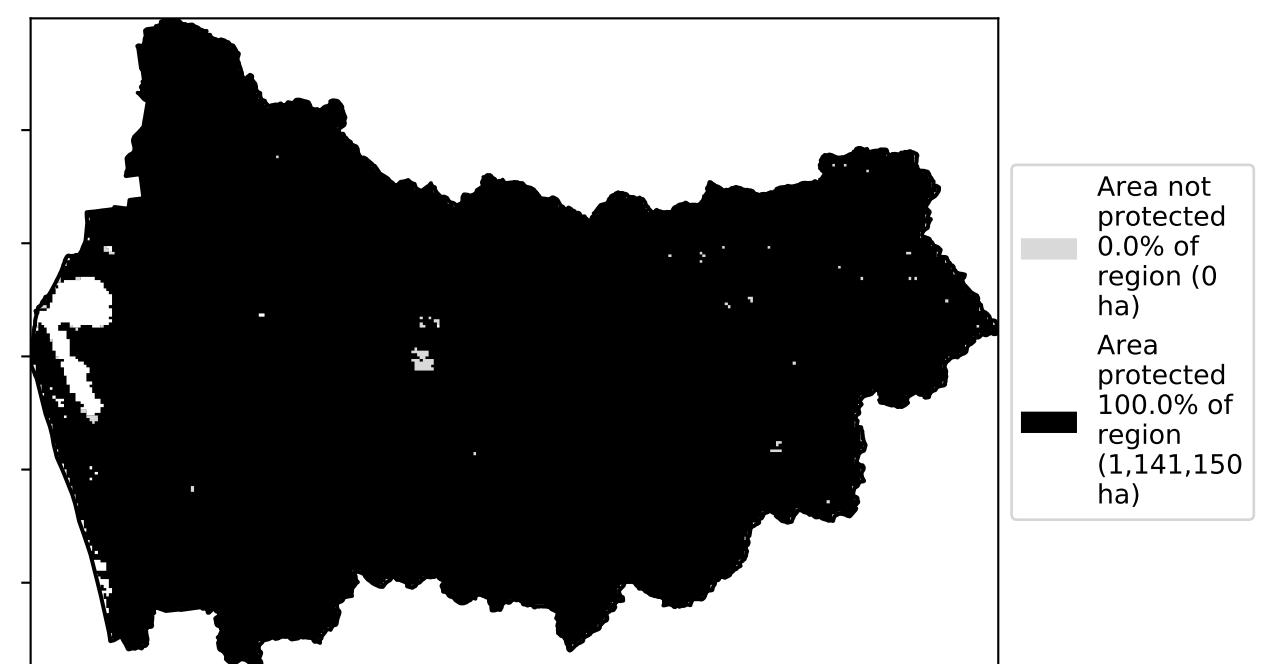 Area not
protected
0.0% of
region (0
ha)
Area
protected
100.0% of
region
(1,141,150
ha)